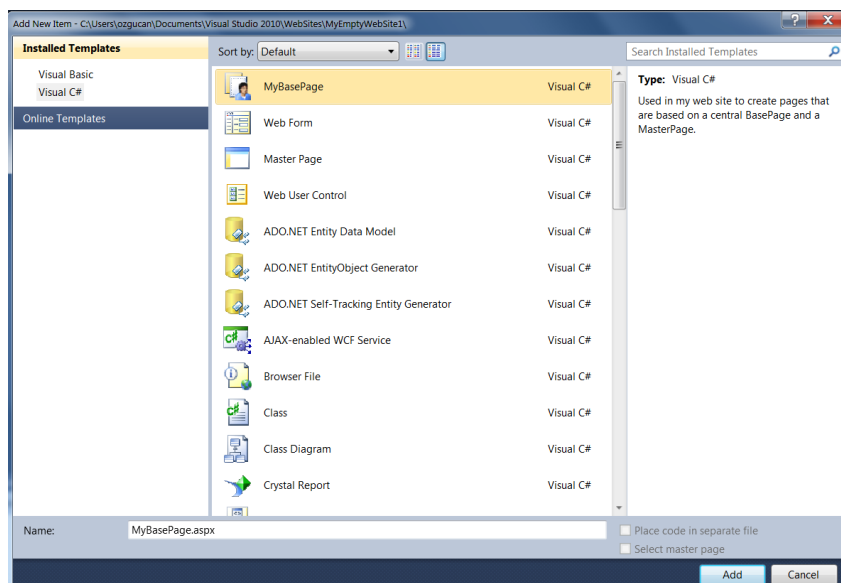 Add New Item - C:\Users\ozgucan\Documents\Visual Studio 2010\WebSites\MyEmptyWebSite1\
Installed Templates
Visual Basic
Visual C#
Online Templates
Sort by: Default
Search Installed Templates
MyBasePage Visual C#
Web Form Visual C#
Master Page Visual C#
Web User Control Visual C#
ADO.NET Entity Data Model Visual C#
ADO.NET EntityObject Generator Visual C#
ADO.NET Self-Tracking Entity Generator Visual C#
AJAX-enabled WCF Service Visual C#
Browser File Visual C#
Class Visual C#
Class Diagram Visual C#
Crystal Report Visual C#
Type: Visual C#
Used in my web site to create pages that
are based on a central BasePage and a
MasterPage.
Name: MyBasePage.aspx
Place code in separate file
Select master page
Add Cancel